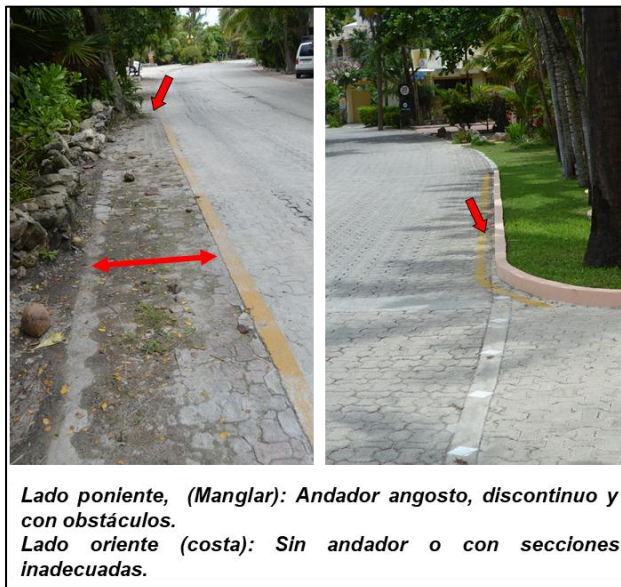 Lado poniente, (Manglar): Andador angosto, discontinuo y
con obstáculos.
Lado oriente (costa): Sin andador o con secciones
inadecuadas.